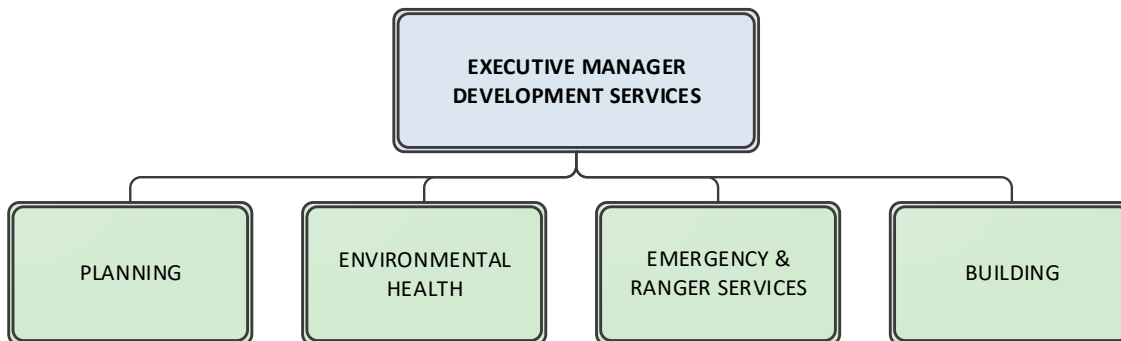 EXECUTIVE MANAGER
DEVELOPMENT SERVICES
PLANNING
ENVIRONMENTAL
HEALTH
EMERGENCY &
RANGER SERVICES
BUILDING